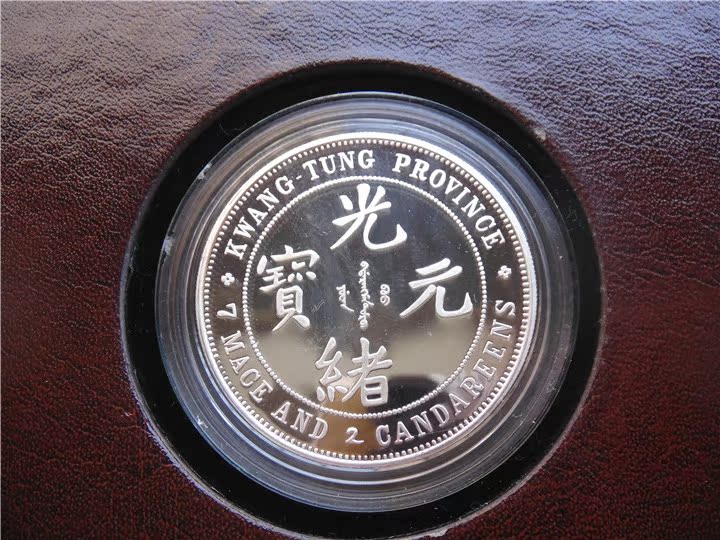 KWANG-TUNG PROVINCE
光緒元寶
7 MACE AND 2 CANDAREENS